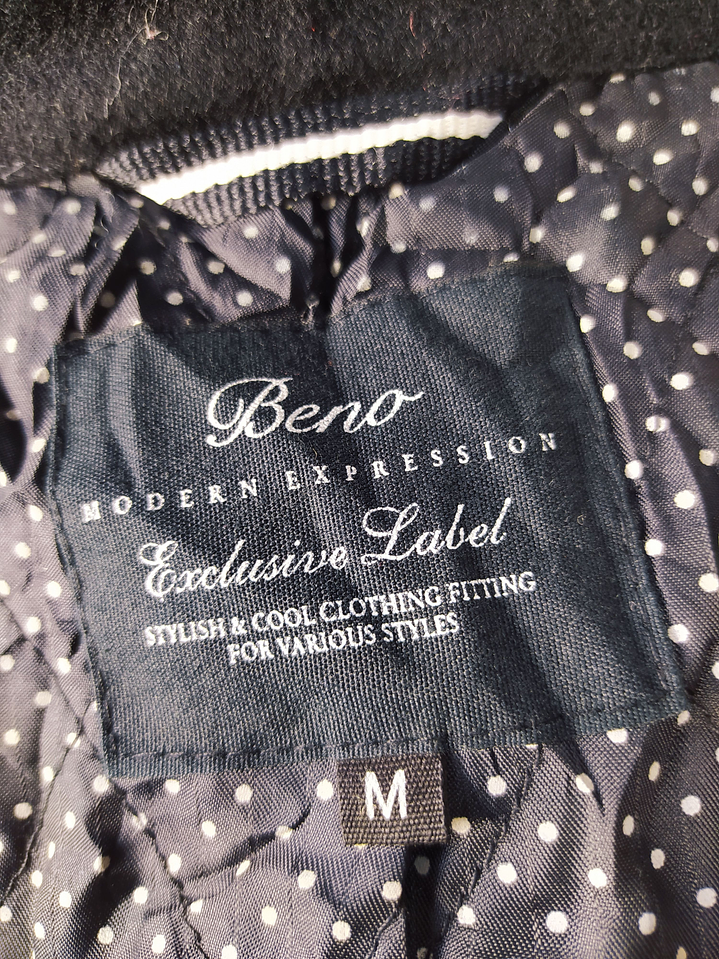 Beno
MODERN EXPRESSION
Exclusive Label
STYLISH & COOL CLOTHING FITTING
FOR VARIOUS STYLES
M